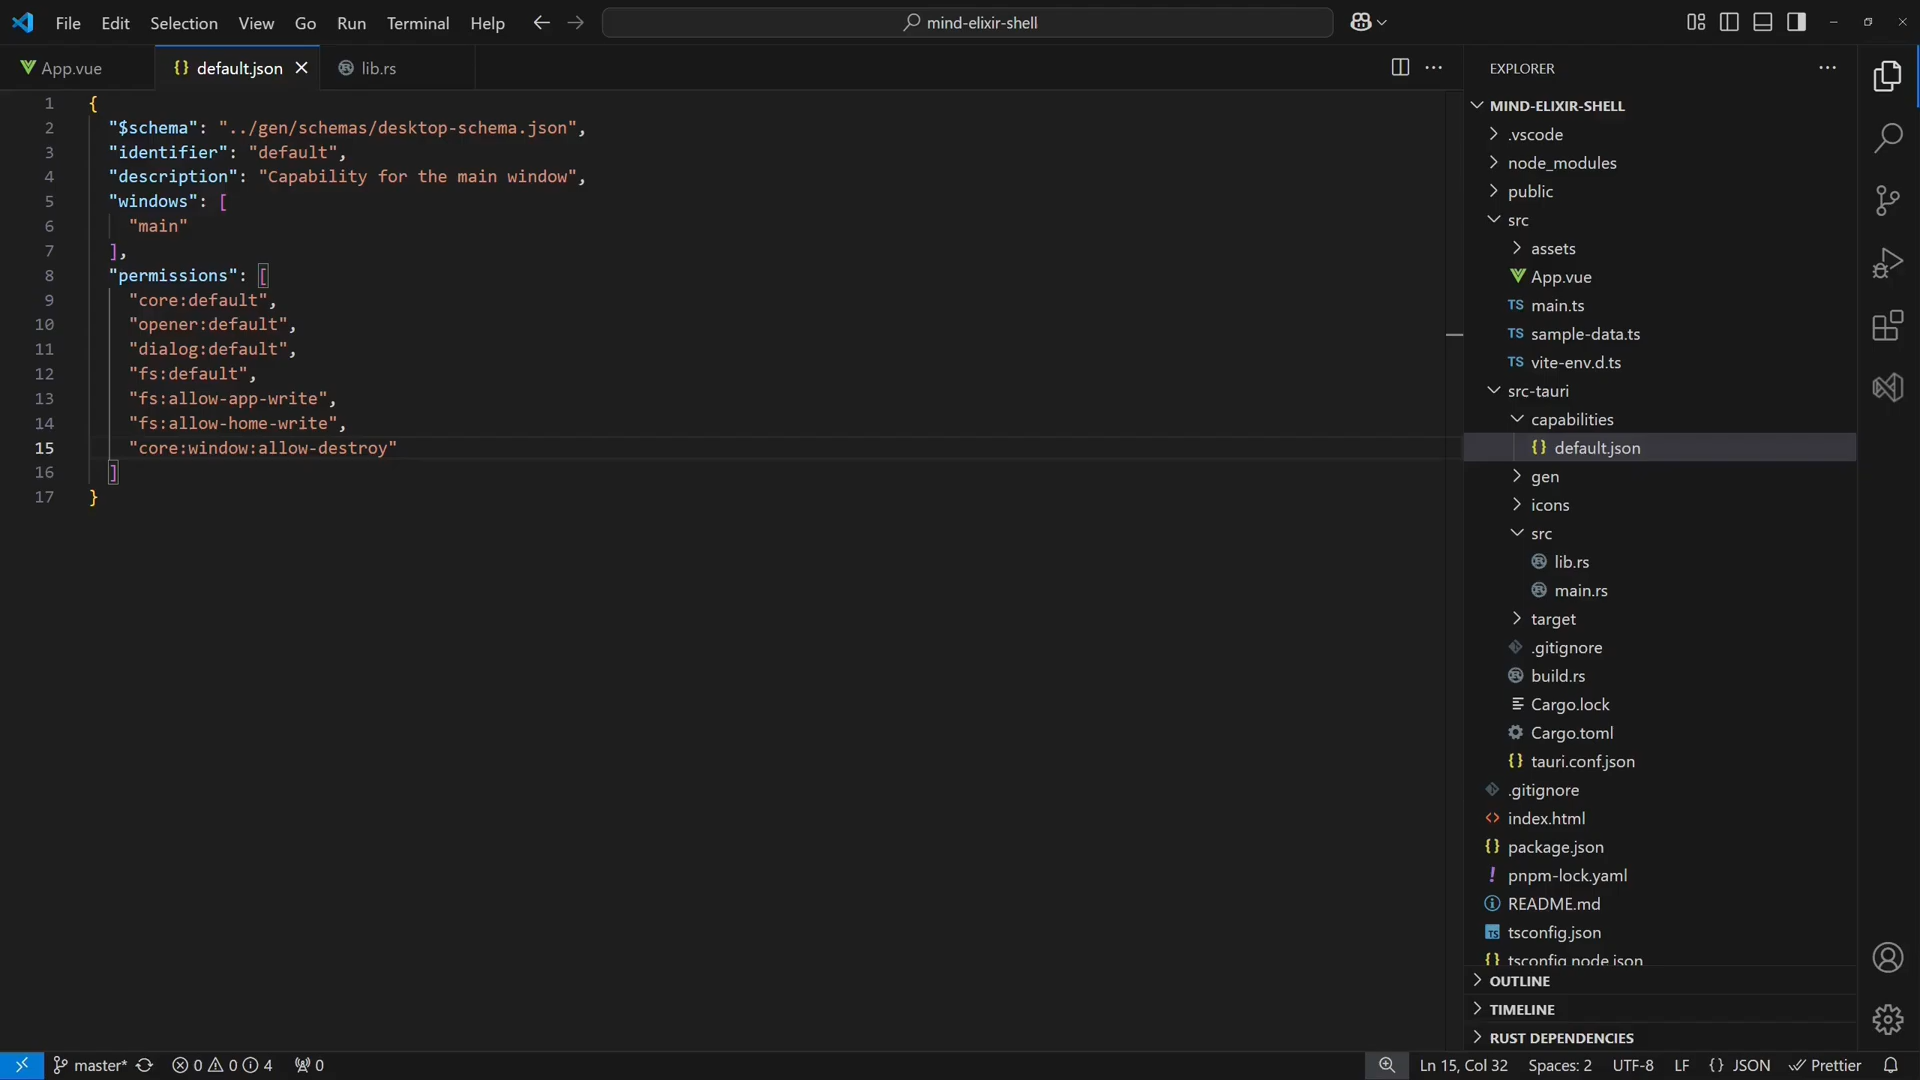 File Edit Selection View Go Run Terminal Help
mind-elixir-shell
App.vue
default.json
lib.rs
1 {
2 "$schema": "../gen/schemas/desktop-schema.json",
3 "identifier": "default",
4 "description": "Capability for the main window",
5 "windows": [
6 "main"
7 ],
8 "permissions": [
9 "core:default",
10 "opener:default",
11 "dialog:default",
12 "fs:default",
13 "fs:allow-app-write",
14 "fs:allow-home-write",
15 "core:window:allow-destroy"
16 ]
17 }
EXPLORER
MIND-ELIXIR-SHELL
.vscode
node_modules
public
src
assets
App.vue
TS main.ts
TS sample-data.ts
TS vite-env.d.ts
src-tauri
capabilities
{} default.json
gen
icons
src
lib.rs
main.rs
target
.gitignore
build.rs
Cargo.lock
Cargo.toml
{} tauri.conf.json
.gitignore
<> index.html
{} package.json
! pnpm-lock.yaml
README.md
TS tsconfig.json
{} tsconfig.node.json
OUTLINE
TIMELINE
RUST DEPENDENCIES
master* 0 0 4 0
Ln 15, Col 32 Spaces: 2 UTF-8 LF {} JSON Prettier